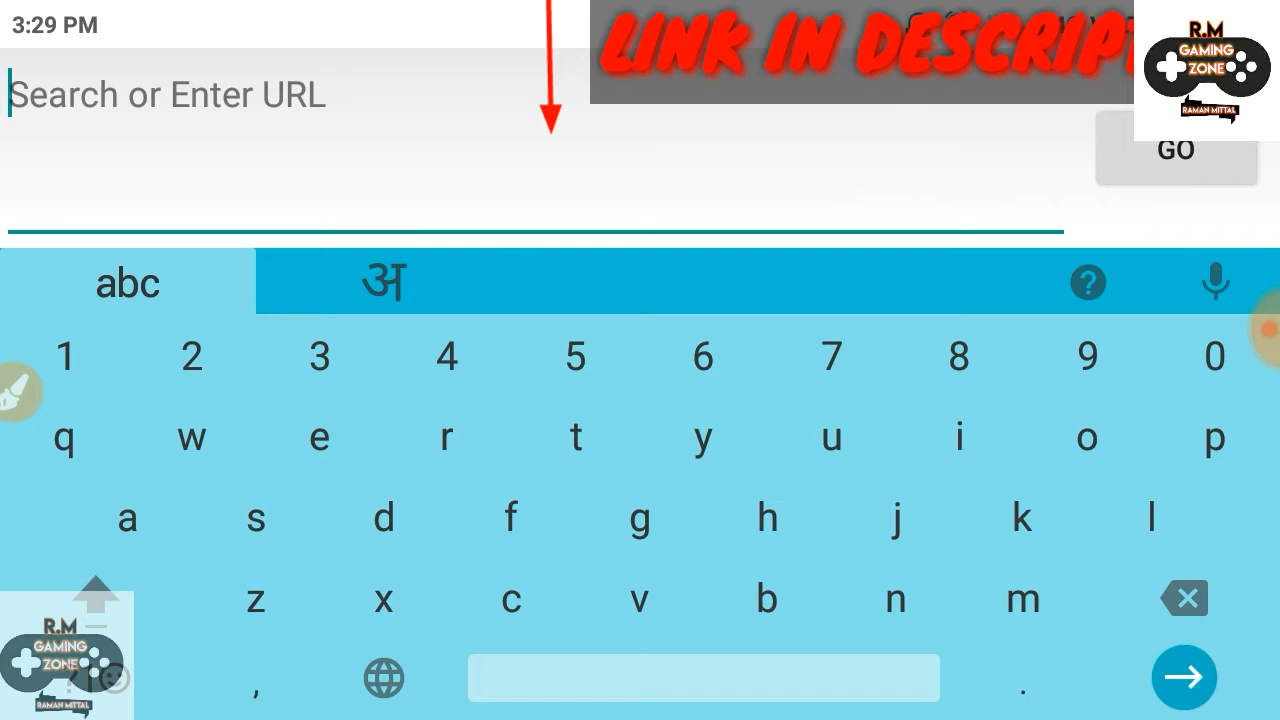 3:29 PM
LINK IN DESCRIPT
R.M
GAMING
ZONE
RAMAN MITTAL
Search or Enter URL
GO
abc
अ
?
1 2 3 4 5 6 7 8 9 0
q w e r t y u i o p
a s d f g h j k l
z x c v b n m
R.M
GAMING
ZONE
RAMAN MITTAL
, .